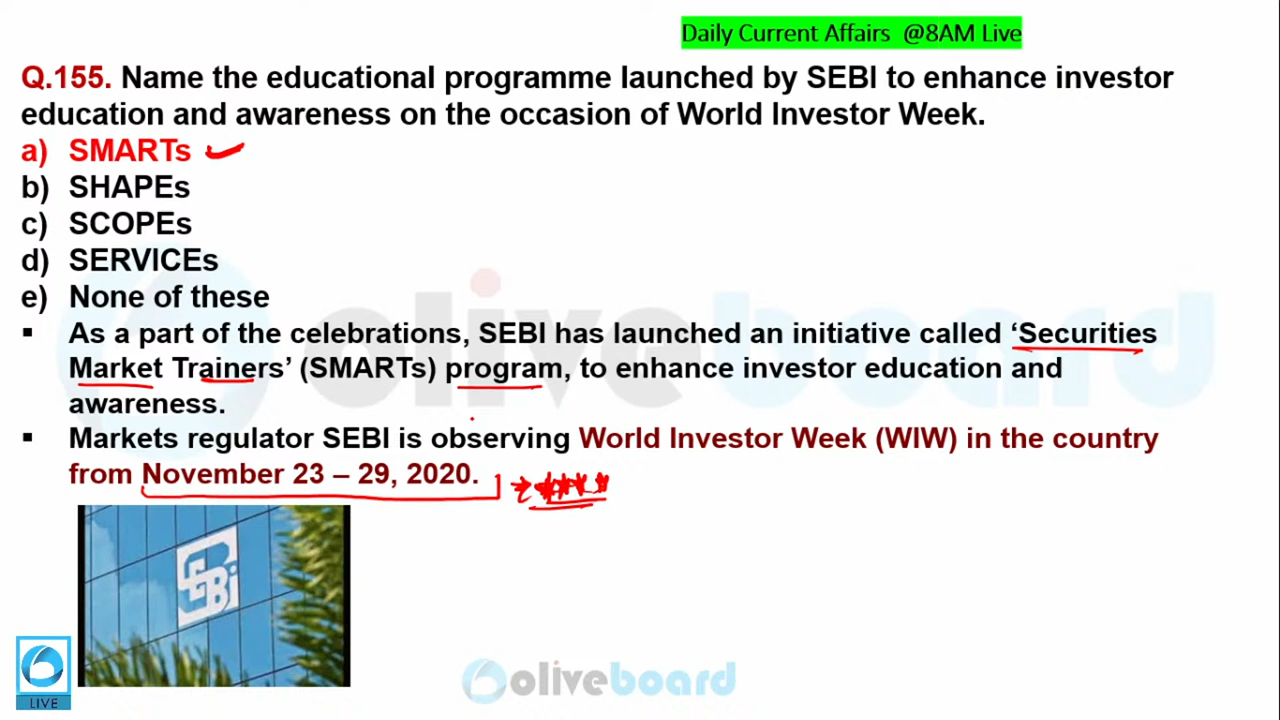 Daily Current Affairs @8AM Live
Q.155. Name the educational programme launched by SEBI to enhance investor
education and awareness on the occasion of World Investor Week.
a) SMARTs
b) SHAPEs
c) SCOPEs
d) SERVICEs
e) None of these
▪ As a part of the celebrations, SEBI has launched an initiative called ‘Securities
Market Trainers’ (SMARTs) program, to enhance investor education and
awareness.
▪ Markets regulator SEBI is observing World Investor Week (WIW) in the country
from November 23 – 29, 2020.
oliveboard
SEBI
LIVE
oliveboard